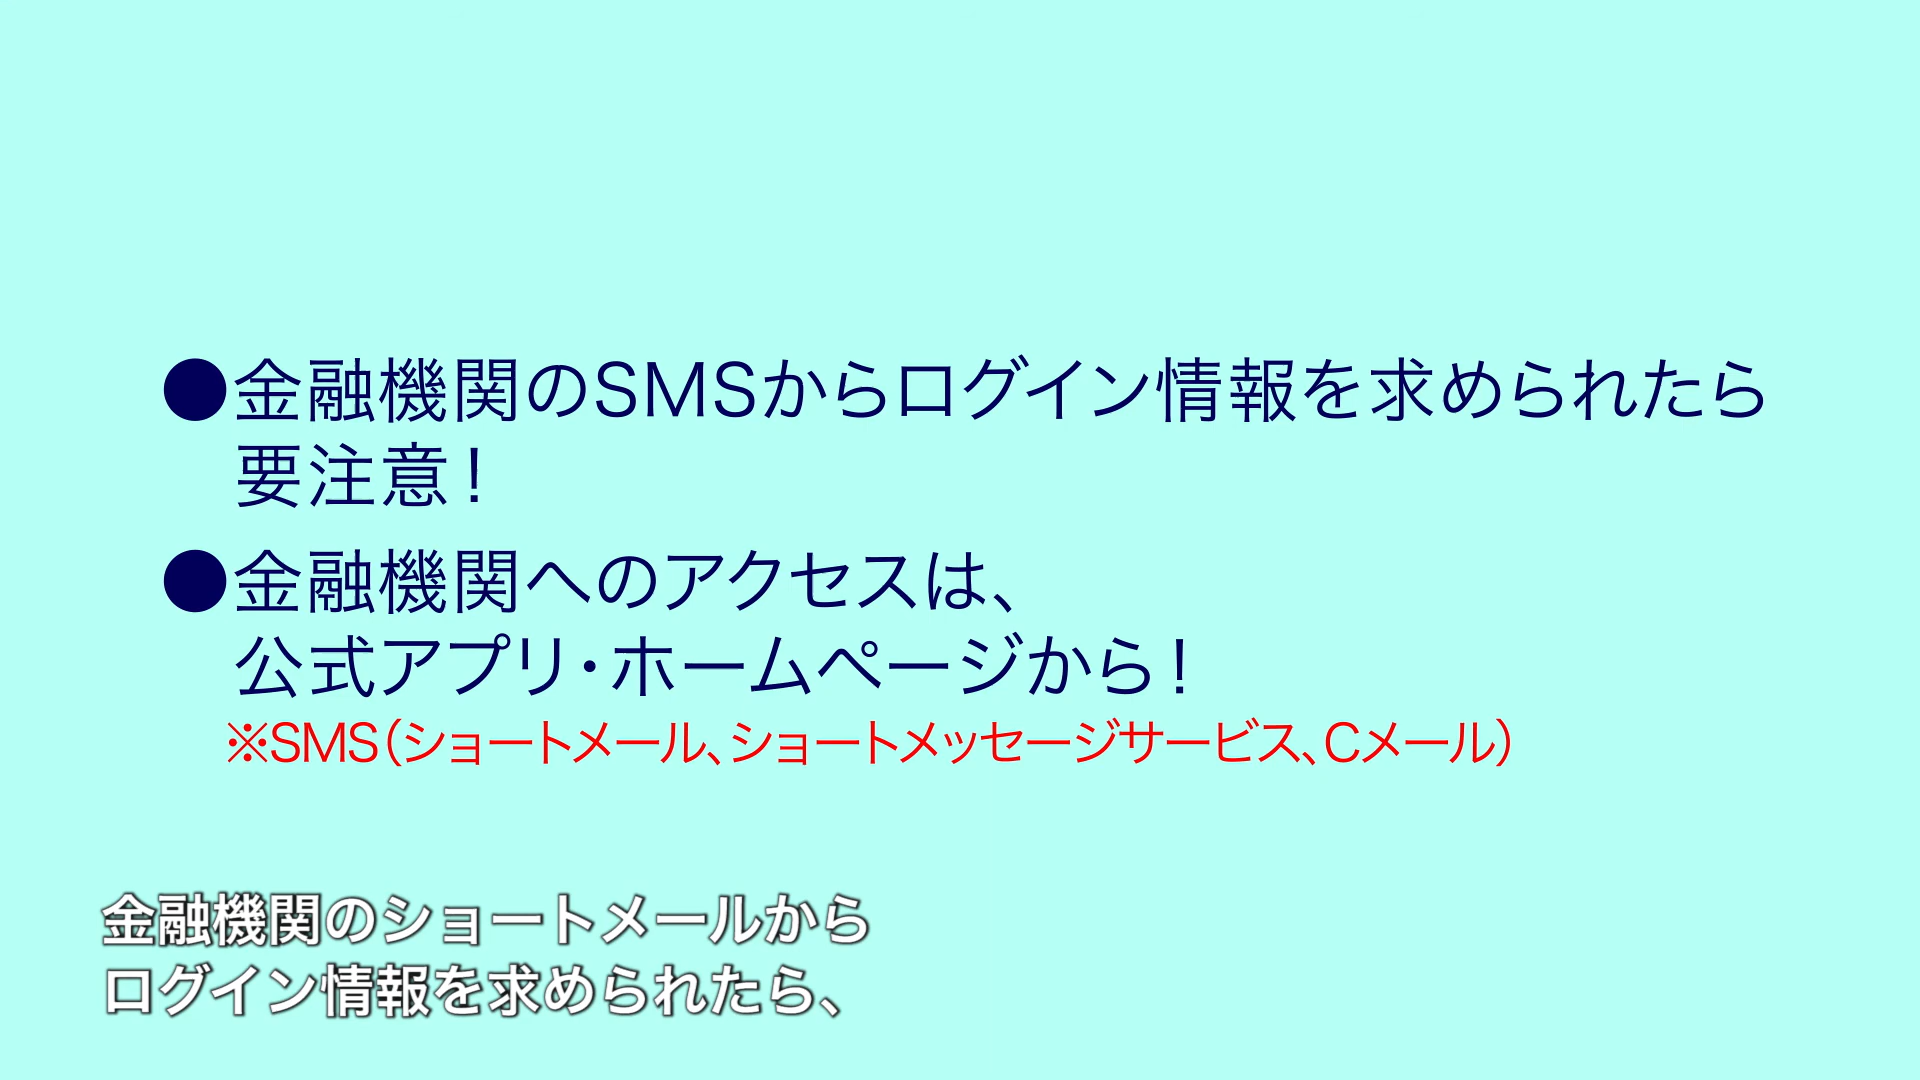 ●金融機関のSMSからログイン情報を求められたら
要注意！
●金融機関へのアクセスは、
公式アプリ・ホームページから！
※SMS（ショートメール、ショートメッセージサービス、Cメール）
金融機関のショートメールから
ログイン情報を求められたら、